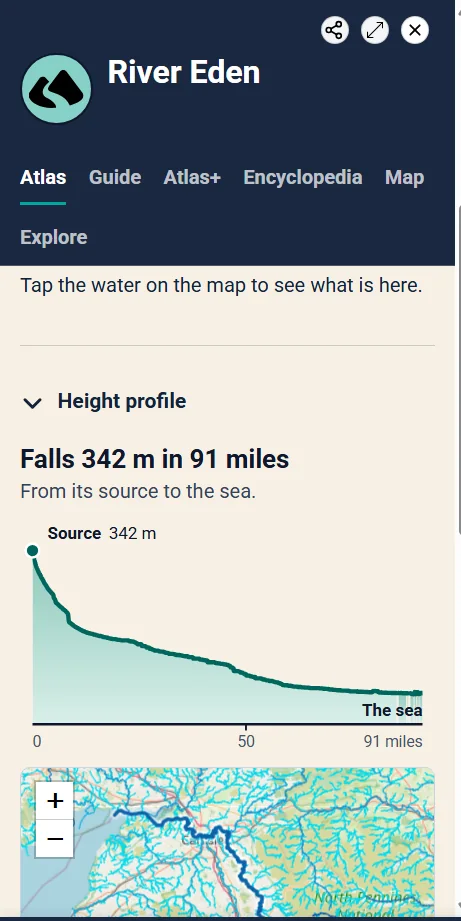 River Eden
Atlas Guide Atlas+ Encyclopedia Map
Explore
Tap the water on the map to see what is here.
Height profile
Falls 342 m in 91 miles
From its source to the sea.
Source 342 m
The sea
0 50 91 miles
+
−
Carlisle
North Pennines
National